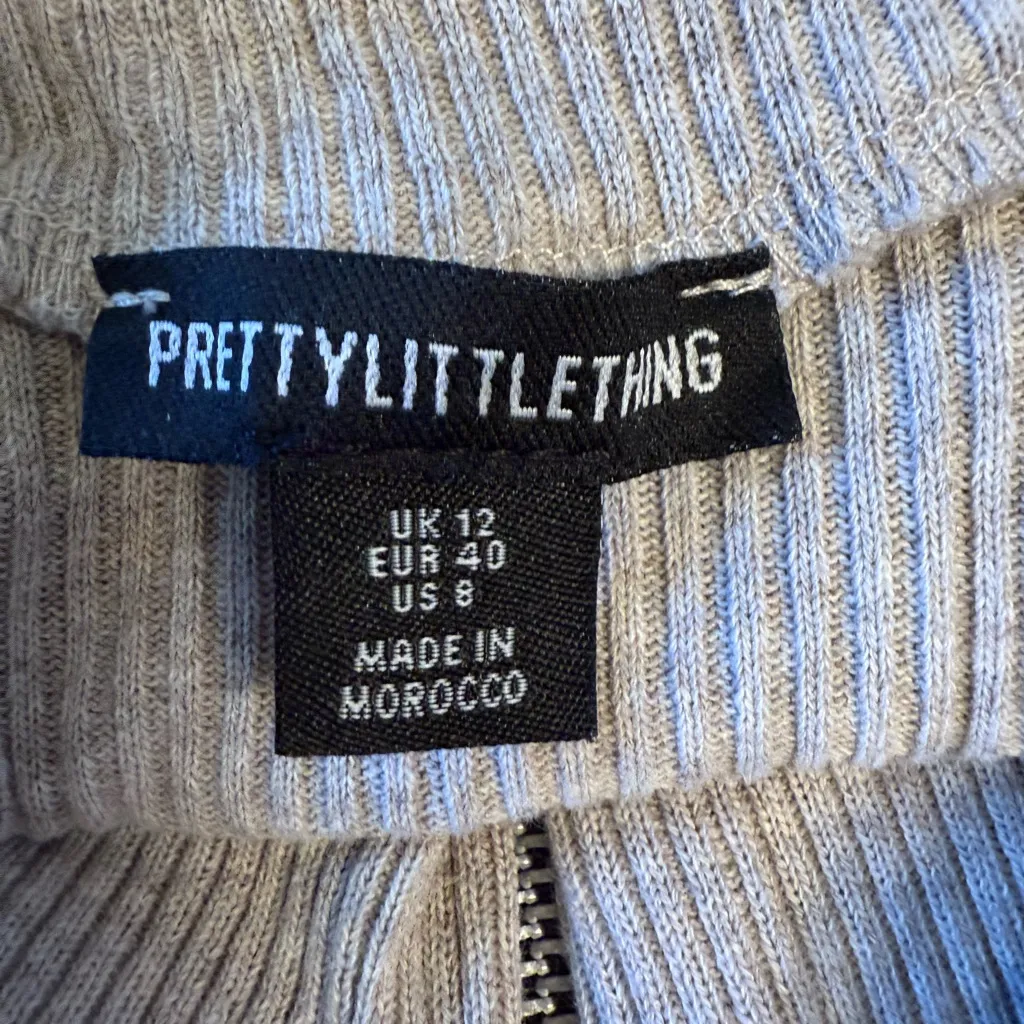 PRETTYLITTLETHING
UK 12
EUR 40
US 8
MADE IN
MOROCCO